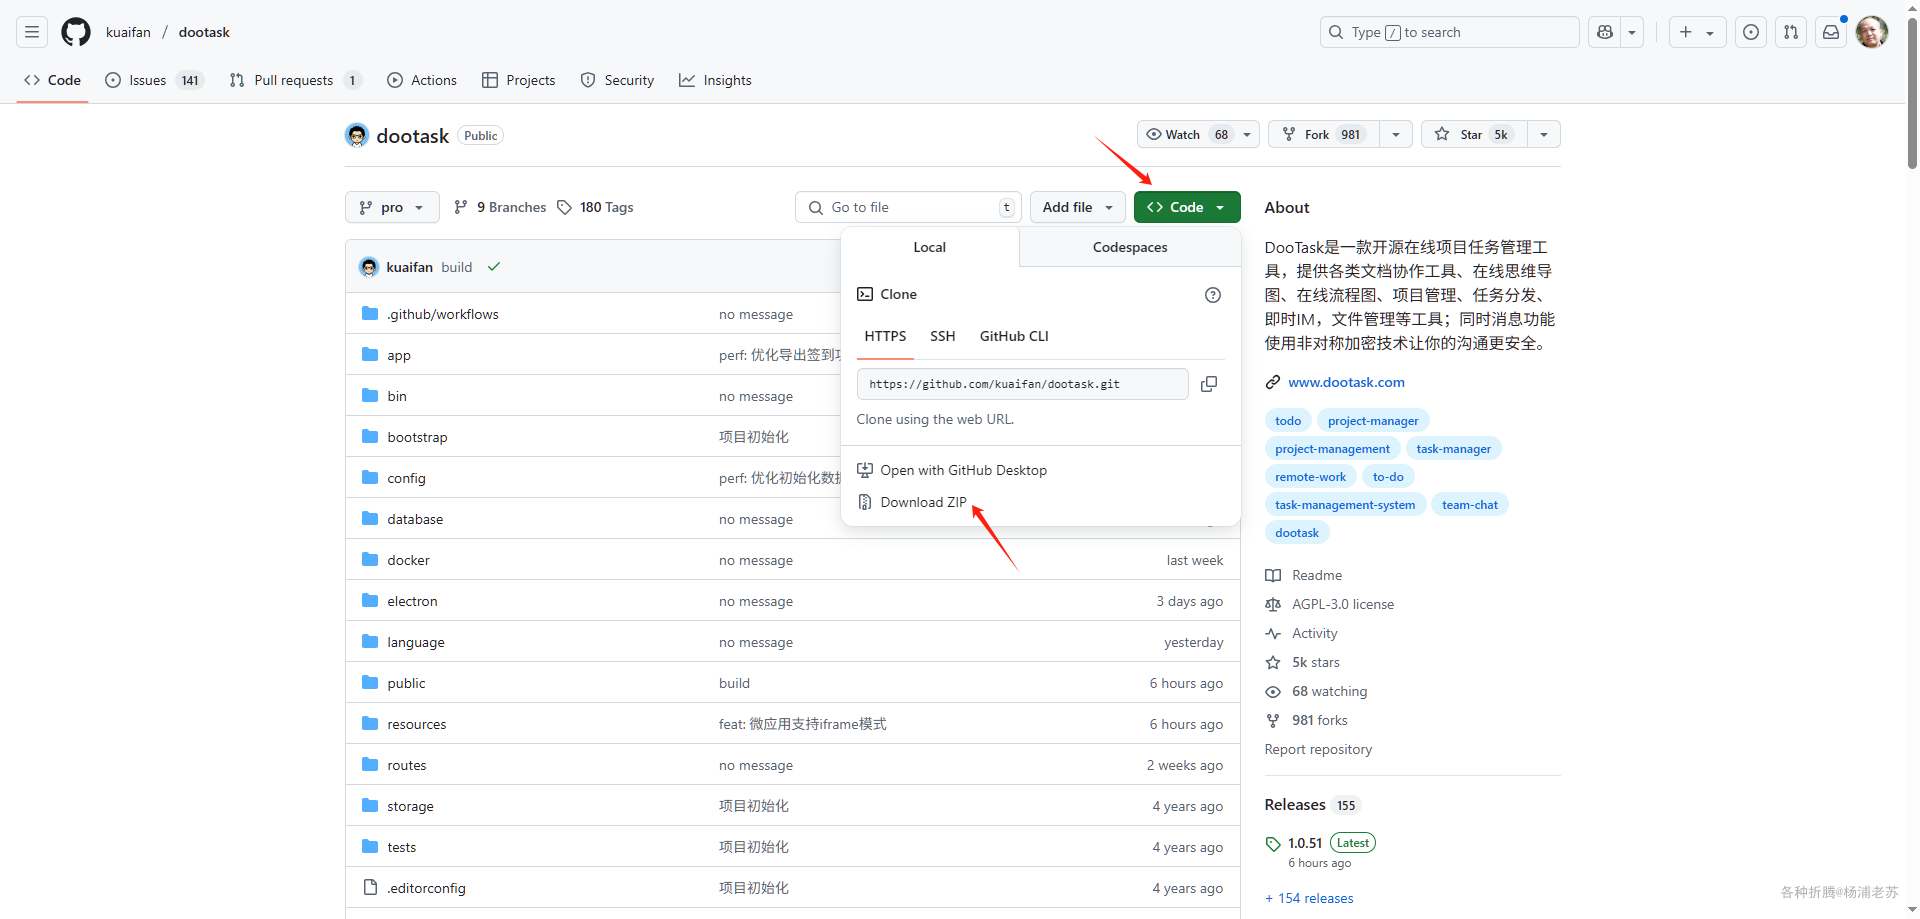 kuaifan / dootask
Type / to search
Code
Issues 141
Pull requests 1
Actions
Projects
Security
Insights
dootask Public
Watch 68
Fork 981
Star 5k
pro
9 Branches
180 Tags
Go to file t
Add file
Code
Local
Codespaces
Clone
HTTPS
SSH
GitHub CLI
https://github.com/kuaifan/dootask.git
Clone using the web URL.
Open with GitHub Desktop
Download ZIP
kuaifan build
.github/workflows no message
app perf: 优化导出签到
bin no message
bootstrap 项目初始化
config perf: 优化初始化数据
database no message
docker no message last week
electron no message 3 days ago
language no message yesterday
public build 6 hours ago
resources feat: 微应用支持iframe模式 6 hours ago
routes no message 2 weeks ago
storage 项目初始化 4 years ago
tests 项目初始化 4 years ago
.editorconfig 项目初始化 4 years ago
About
DooTask是一款开源在线项目任务管理工
具，提供各类文档协作工具、在线思维导
图、在线流程图、项目管理、任务分发、
即时IM，文件管理等工具；同时消息功能
使用非对称加密技术让你的沟通更安全。
www.dootask.com
todo project-manager
project-management task-manager
remote-work to-do
task-management-system team-chat
dootask
Readme
AGPL-3.0 license
Activity
5k stars
68 watching
981 forks
Report repository
Releases 155
1.0.51 Latest
6 hours ago
+ 154 releases
各种折腾@杨浦老苏